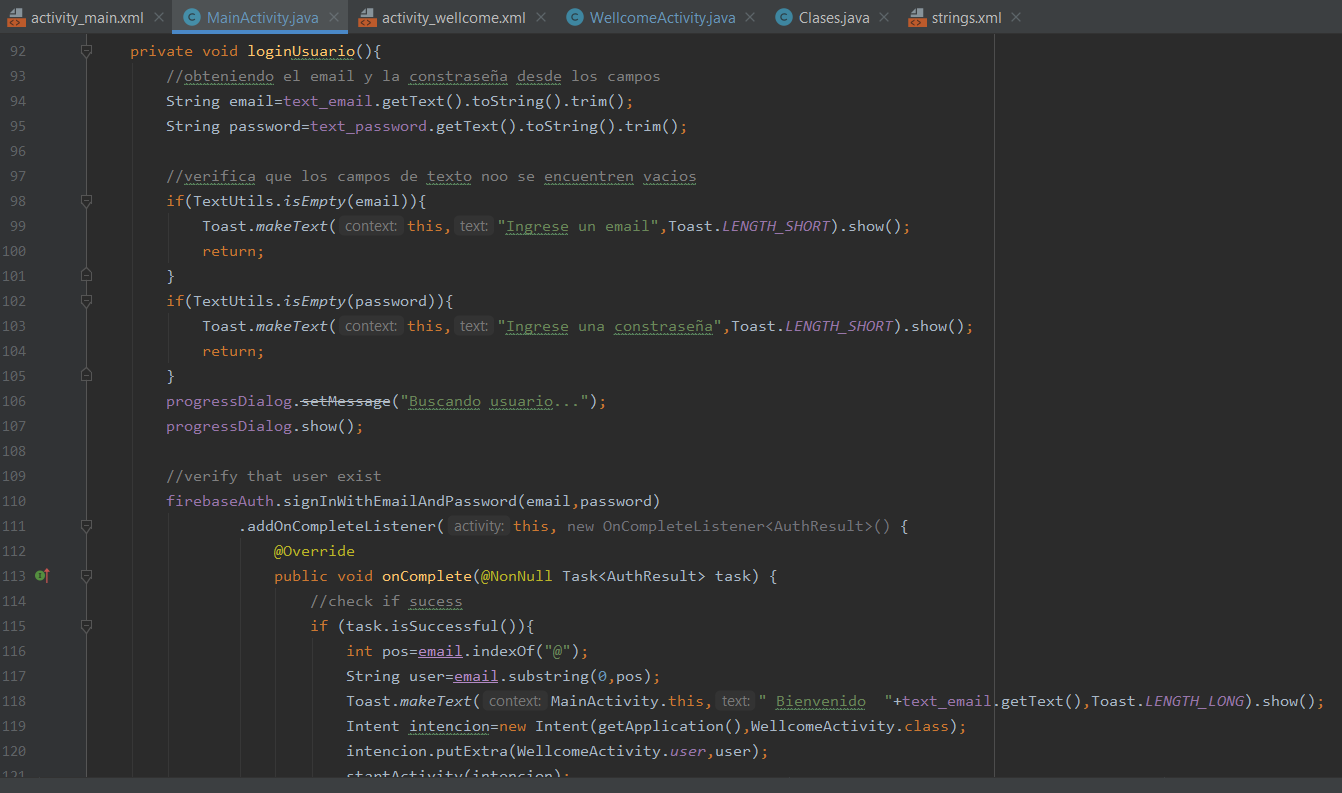 activity_main.xml MainActivity.java activity_wellcome.xml WellcomeActivity.java Clases.java strings.xml
92 private void loginUsuario(){
93 //obteniendo el email y la constraseña desde los campos
94 String email=text_email.getText().toString().trim();
95 String password=text_password.getText().toString().trim();
96
97 //verifica que los campos de texto noo se encuentren vacios
98 if(TextUtils.isEmpty(email)){
99 Toast.makeText( context: this, text: "Ingrese un email",Toast.LENGTH_SHORT).show();
100 return;
101 }
102 if(TextUtils.isEmpty(password)){
103 Toast.makeText( context: this, text: "Ingrese una constraseña",Toast.LENGTH_SHORT).show();
104 return;
105 }
106 progressDialog.setMessage("Buscando usuario...");
107 progressDialog.show();
108
109 //verify that user exist
110 firebaseAuth.signInWithEmailAndPassword(email,password)
111 .addOnCompleteListener( activity: this, new OnCompleteListener<AuthResult>() {
112 @Override
113 public void onComplete(@NonNull Task<AuthResult> task) {
114 //check if sucess
115 if (task.isSuccessful()){
116 int pos=email.indexOf("@");
117 String user=email.substring(0,pos);
118 Toast.makeText( context: MainActivity.this, text: " Bienvenido  "+text_email.getText(),Toast.LENGTH_LONG).show();
119 Intent intencion=new Intent(getApplication(),WellcomeActivity.class);
120 intencion.putExtra(WellcomeActivity.user,user);
121 startActivity(intencion);